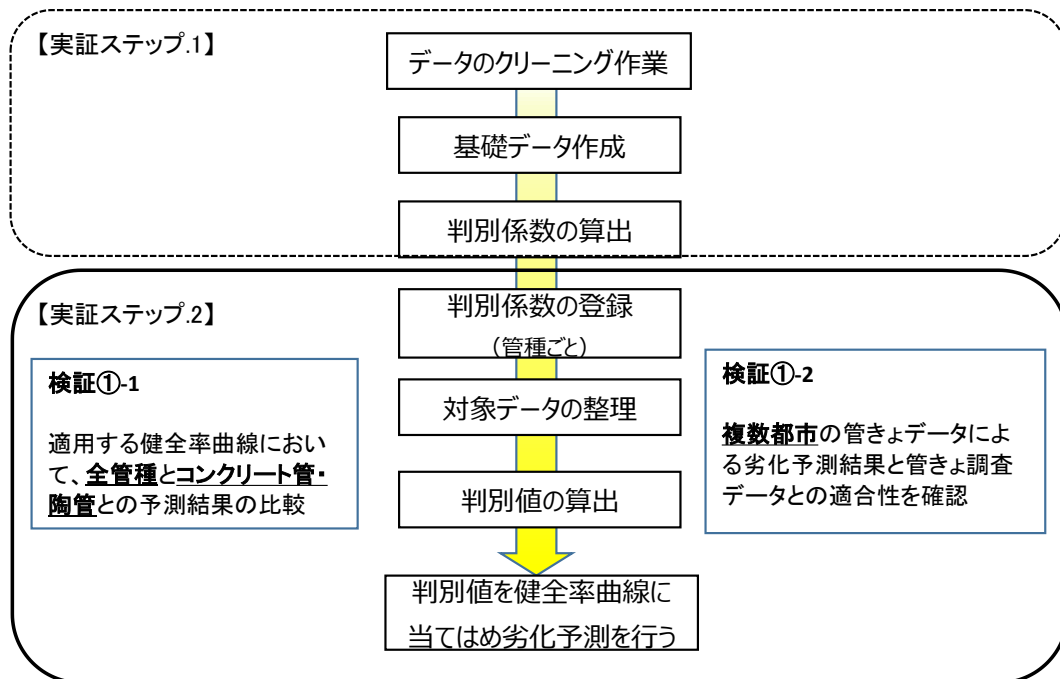 【実証ステップ.1】
データのクリーニング作業
基礎データ作成
判別係数の算出
【実証ステップ.2】
判別係数の登録
（管種ごと）
対象データの整理
判別値の算出
判別値を健全率曲線に
当てはめ劣化予測を行う
検証①-1
適用する健全率曲線におい
て、全管種とコンクリート管・
陶管との予測結果の比較
検証①-2
複数都市の管きょデータによ
る劣化予測結果と管きょ調査
データとの適合性を確認